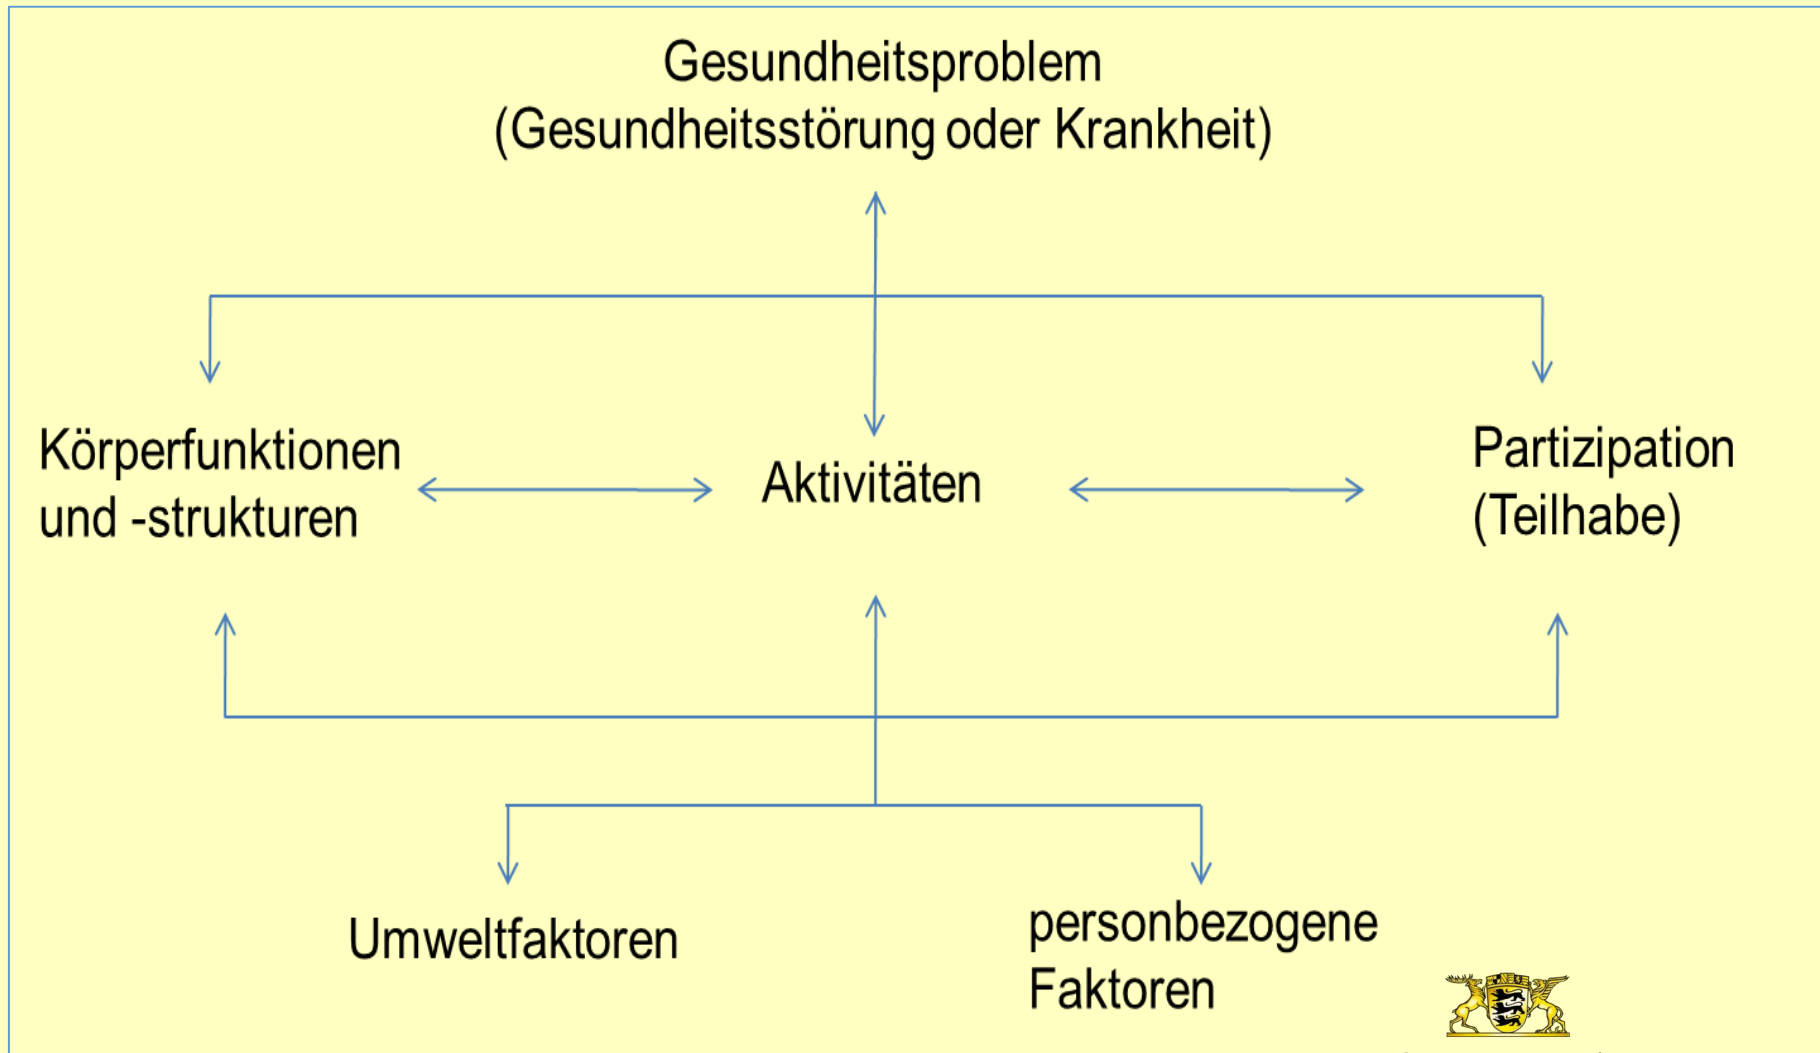 Gesundheitsproblem
(Gesundheitsstörung oder Krankheit)
Körperfunktionen
und -strukturen
Aktivitäten
Partizipation
(Teilhabe)
Umweltfaktoren
personbezogene
Faktoren